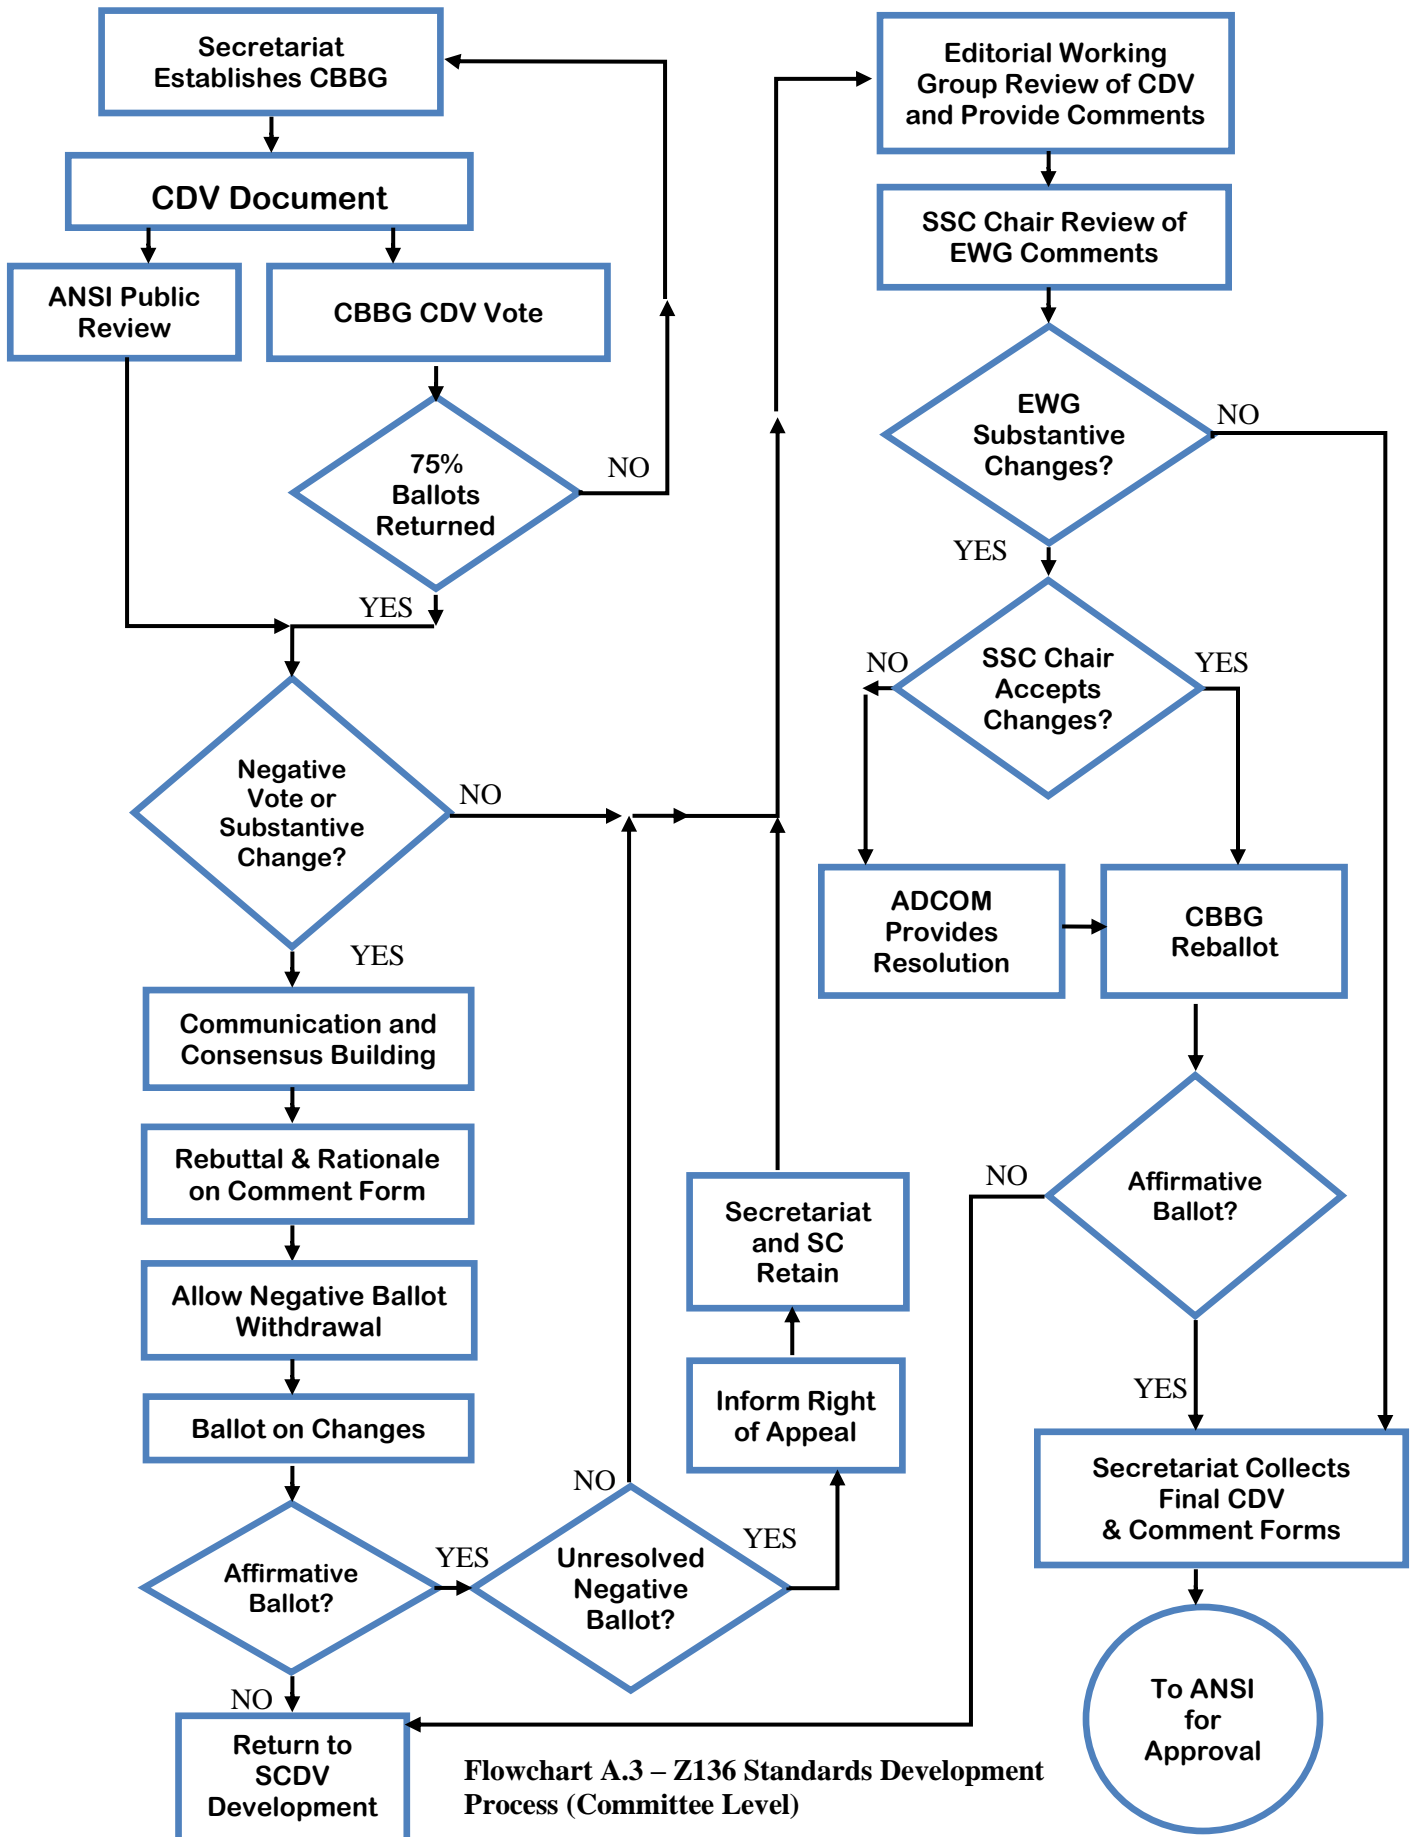 Secretariat
Establishes CBBG
CDV Document
ANSI Public
Review
CBBG CDV Vote
75%
Ballots
Returned
NO
YES
Negative
Vote or
Substantive
Change?
NO
YES
Communication and
Consensus Building
Rebuttal & Rationale
on Comment Form
Allow Negative Ballot
Withdrawal
Ballot on Changes
Affirmative
Ballot?
YES
NO
Return to
SCDV
Development
Unresolved
Negative
Ballot?
NO
YES
Inform Right
of Appeal
Secretariat
and SC
Retain
Editorial Working
Group Review of CDV
and Provide Comments
SSC Chair Review of
EWG Comments
EWG
Substantive
Changes?
NO
YES
SSC Chair
Accepts
Changes?
NO
YES
ADCOM
Provides
Resolution
CBBG
Reballot
Affirmative
Ballot?
NO
YES
Secretariat Collects
Final CDV
& Comment Forms
To ANSI
for
Approval
Flowchart A.3 – Z136 Standards Development
Process (Committee Level)